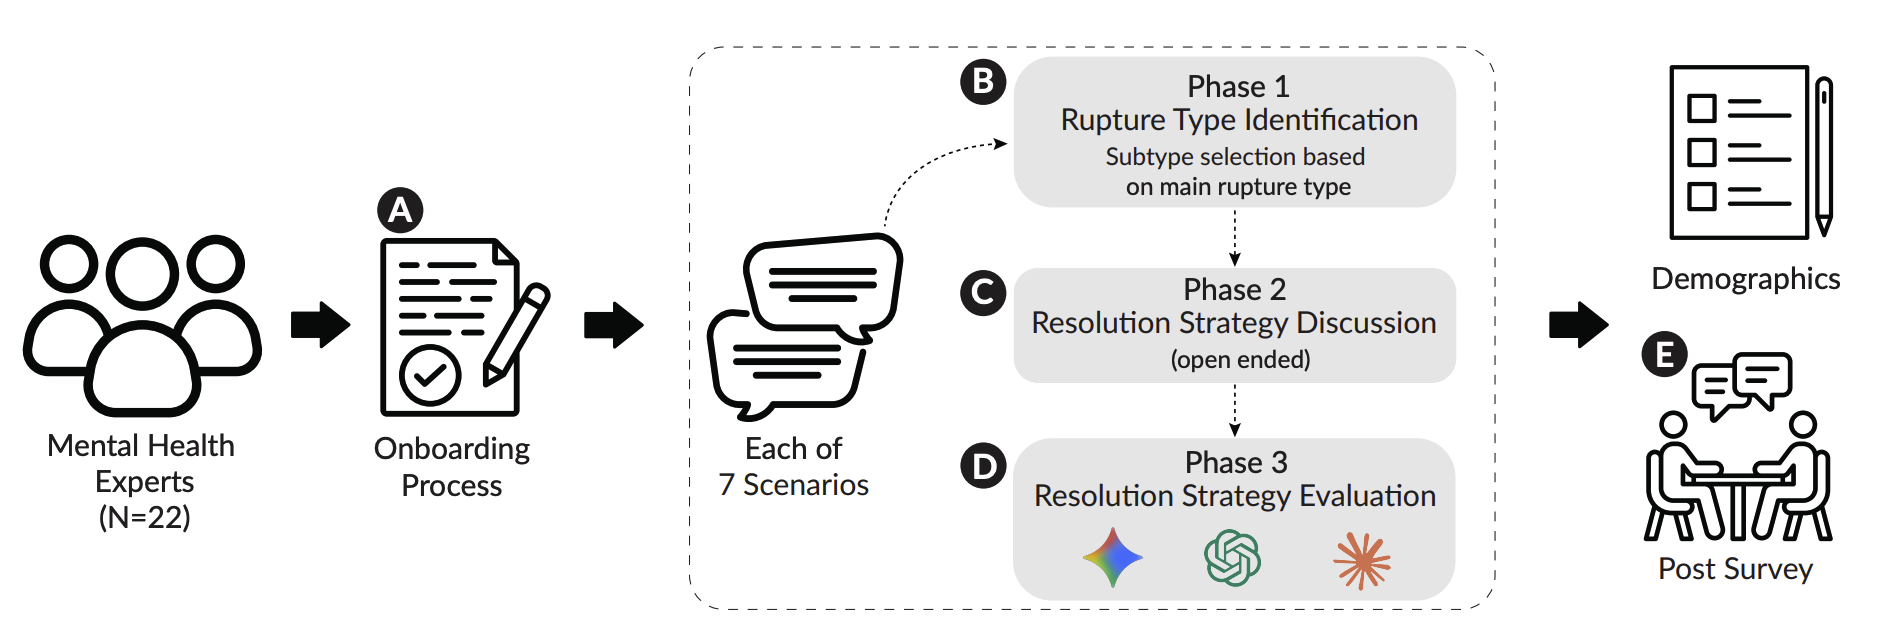 Mental Health
Experts
(N=22)
A
Onboarding
Process
Each of
7 Scenarios
B
Phase 1
Rupture Type Identification
Subtype selection based
on main rupture type
C
Phase 2
Resolution Strategy Discussion
(open ended)
D
Phase 3
Resolution Strategy Evaluation
Demographics
E
Post Survey